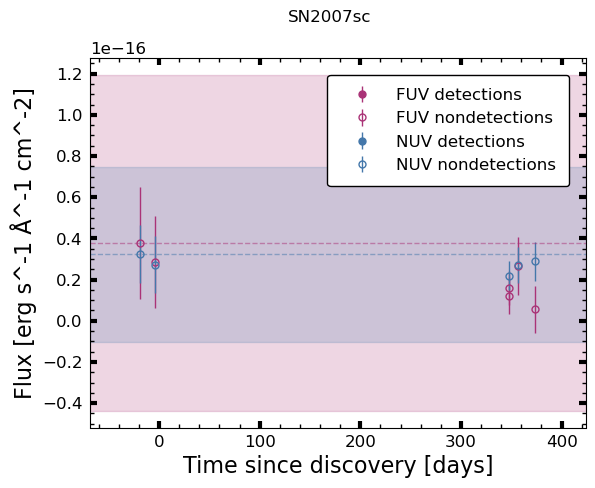 SN2007sc
1e−16
1.2
1.0
0.8
0.6
0.4
0.2
0.0
−0.2
−0.4
Flux [erg s^-1 Å^-1 cm^-2]
FUV detections
FUV nondetections
NUV detections
NUV nondetections
0 100 200 300 400
Time since discovery [days]